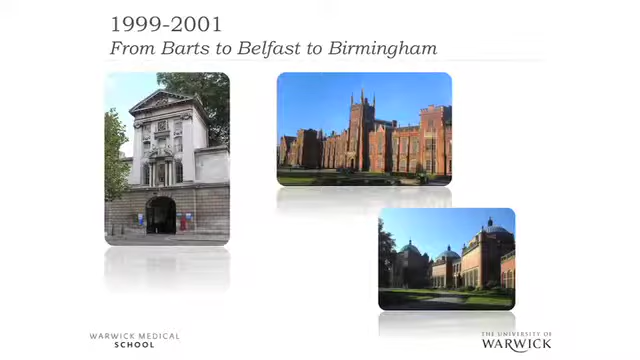 1999-2001
From Barts to Belfast to Birmingham
WARWICK MEDICAL
SCHOOL
THE UNIVERSITY OF
WARWICK